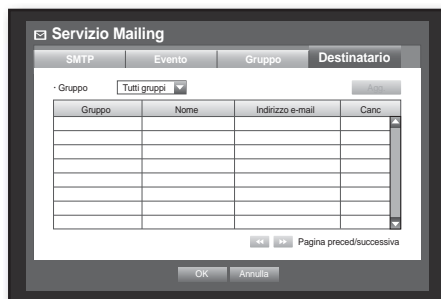 Servizio Mailing
SMTP Evento Gruppo Destinatario
· Gruppo Tutti gruppi Agg
Gruppo Nome Indirizzo e-mail Canc
Pagina preced/successiva
OK Annulla